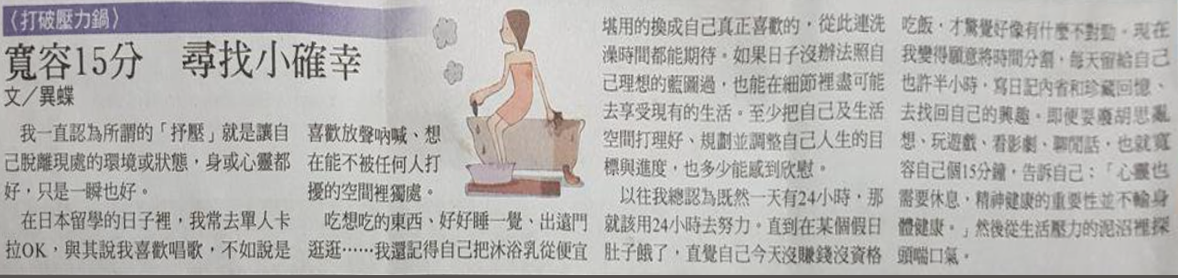 〈打破壓力鍋〉
寬容15分　尋找小確幸
文／異蝶
我一直認為所謂的「抒壓」就是讓自
己脫離現處的環境或狀態，身或心靈都
好，只是一瞬也好。
在日本留學的日子裡，我常去單人卡
拉OK，與其說我喜歡唱歌，不如說是
喜歡放聲吶喊、想
在能不被任何人打
擾的空間裡獨處。
吃想吃的東西、好好睡一覺、出遠門
逛逛……我還記得自己把沐浴乳從便宜
堪用的換成自己真正喜歡的，從此連洗
澡時間都能期待。如果日子沒辦法照自
己理想的藍圖過，也能在細節裡盡可能
去享受現有的生活。至少把自己及生活
空間打理好、規劃並調整自己人生的目
標與進度，也多少能感到欣慰。
以往我總認為既然一天有24小時，那
就該用24小時去努力。直到在某個假日
肚子餓了，直覺自己今天沒賺錢沒資格
吃飯，才驚覺好像有什麼不對勁。現在
我變得願意將時間分割，每天留給自己
也許半小時，寫日記內省和珍藏回憶、
去找回自己的興趣。即便要廢胡思亂
想、玩遊戲、看影劇、聊閒話，也就寬
容自己個15分鐘，告訴自己：「心靈也
需要休息，精神健康的重要性並不輸身
體健康。」然後從生活壓力的泥沼裡探
頭喘口氣。